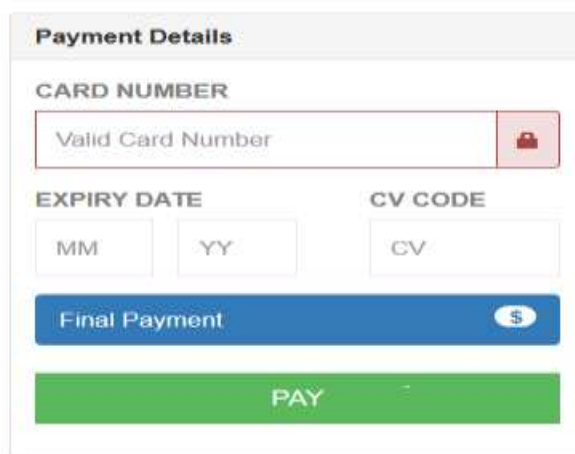 Payment Details
CARD NUMBER
Valid Card Number
EXPIRY DATE CV CODE
MM YY CV
Final Payment $
PAY